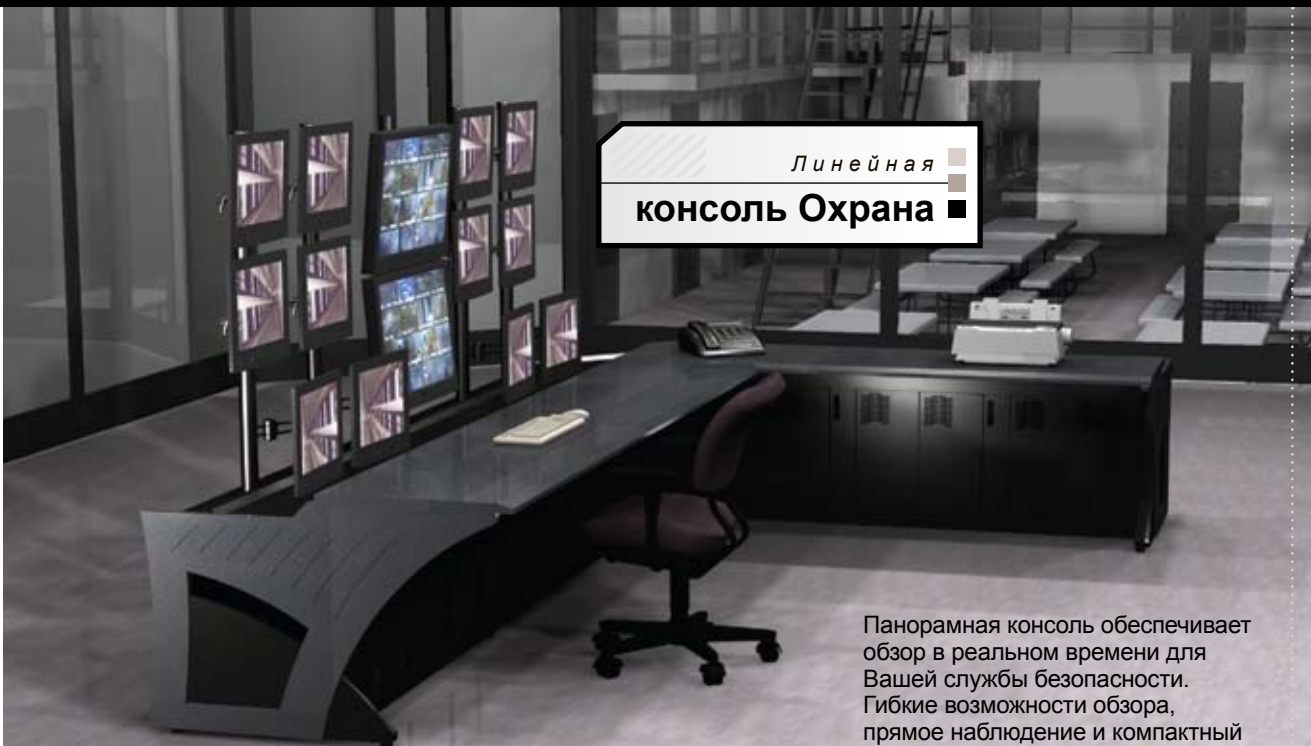 Линейная
консоль Охрана
Панорамная консоль обеспечивает
обзор в реальном времени для
Вашей службы безопасности.
Гибкие возможности обзора,
прямое наблюдение и компактный